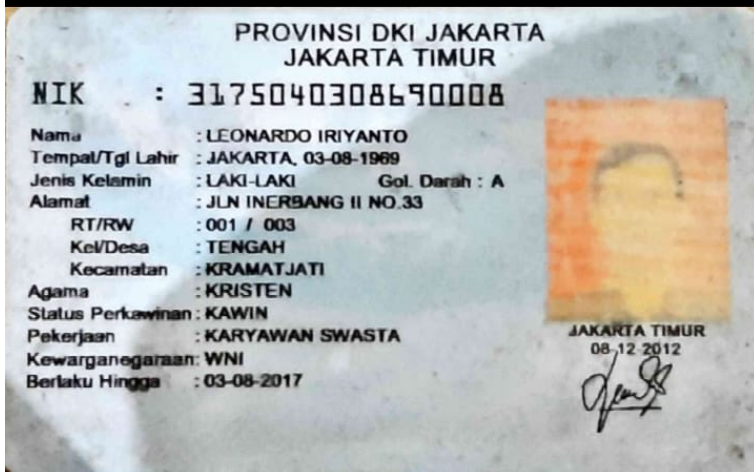 PROVINSI DKI JAKARTA
JAKARTA TIMUR
NIK : 3175040308690008
Nama : LEONARDO IRIYANTO
Tempat/Tgl Lahir : JAKARTA, 03-08-1969
Jenis Kelamin : LAKI-LAKI Gol. Darah : A
Alamat : JLN INERBANG II NO.33
RT/RW : 001 / 003
Kel/Desa : TENGAH
Kecamatan : KRAMATJATI
Agama : KRISTEN
Status Perkawinan : KAWIN
Pekerjaan : KARYAWAN SWASTA
Kewarganegaraan: WNI
Berlaku Hingga : 03-08-2017
JAKARTA TIMUR
08-12-2012